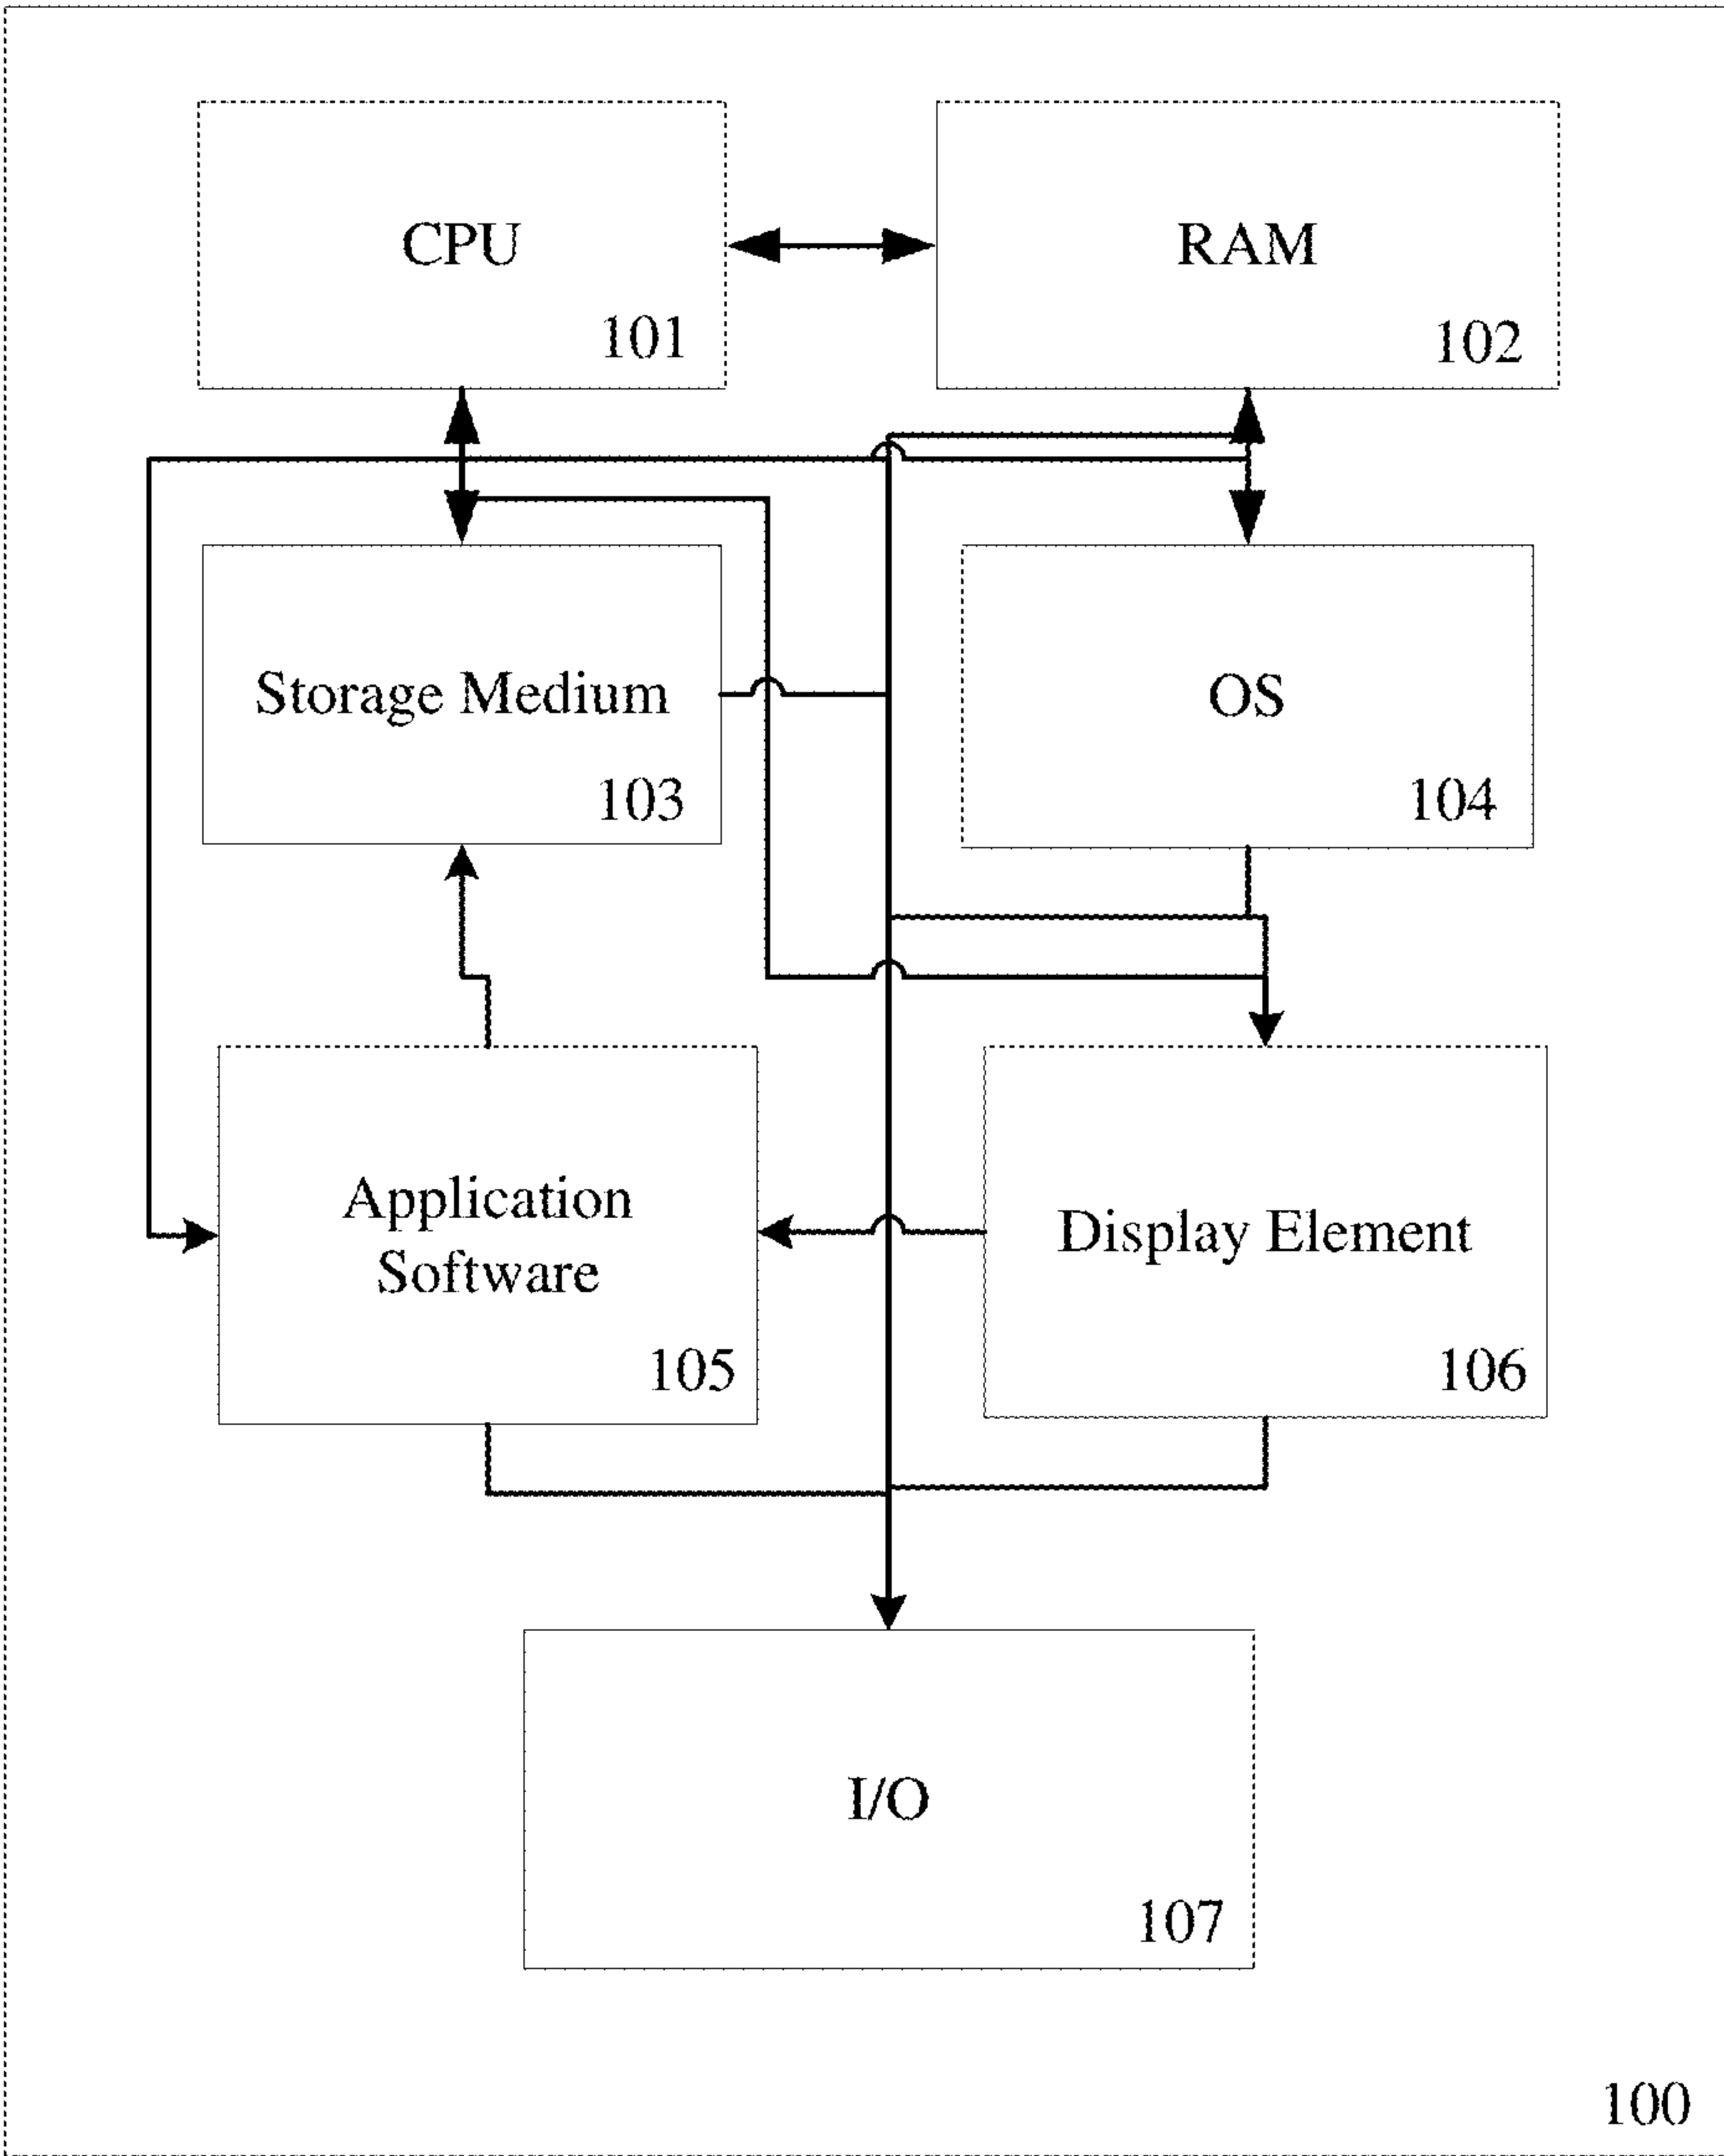 CPU
101
RAM
102
Storage Medium
103
OS
104
Application
Software
105
Display Element
106
I/O
107
100